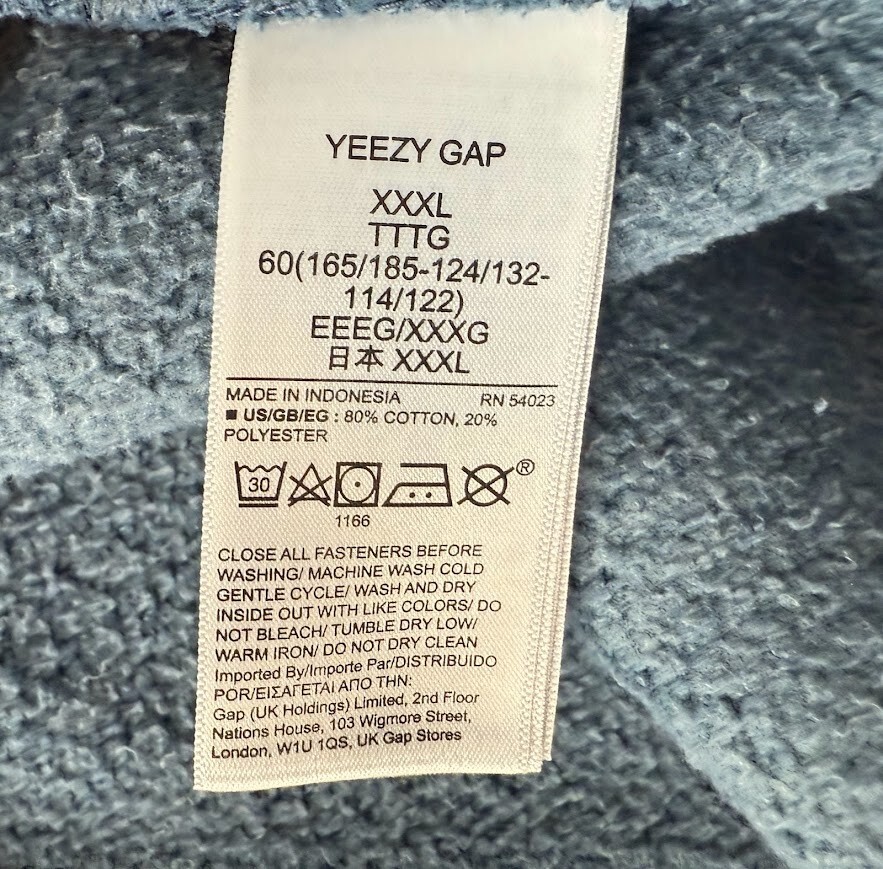 YEEZY GAP
XXXL
TTTG
60(165/185-124/132-
114/122)
EEEG/XXXG
日本 XXXL
MADE IN INDONESIA RN 54023
■ US/GB/EG : 80% COTTON, 20%
POLYESTER
30 ®
1166
CLOSE ALL FASTENERS BEFORE
WASHING/ MACHINE WASH COLD
GENTLE CYCLE/ WASH AND DRY
INSIDE OUT WITH LIKE COLORS/ DO
NOT BLEACH/ TUMBLE DRY LOW/
WARM IRON/ DO NOT DRY CLEAN
Imported By/Importe Par/DISTRIBUIDO
POR/ΕΙΣΑΓΕΤΑΙ ΑΠΟ ΤΗΝ:
Gap (UK Holdings) Limited, 2nd Floor
Nations House, 103 Wigmore Street,
London, W1U 1QS, UK Gap Stores